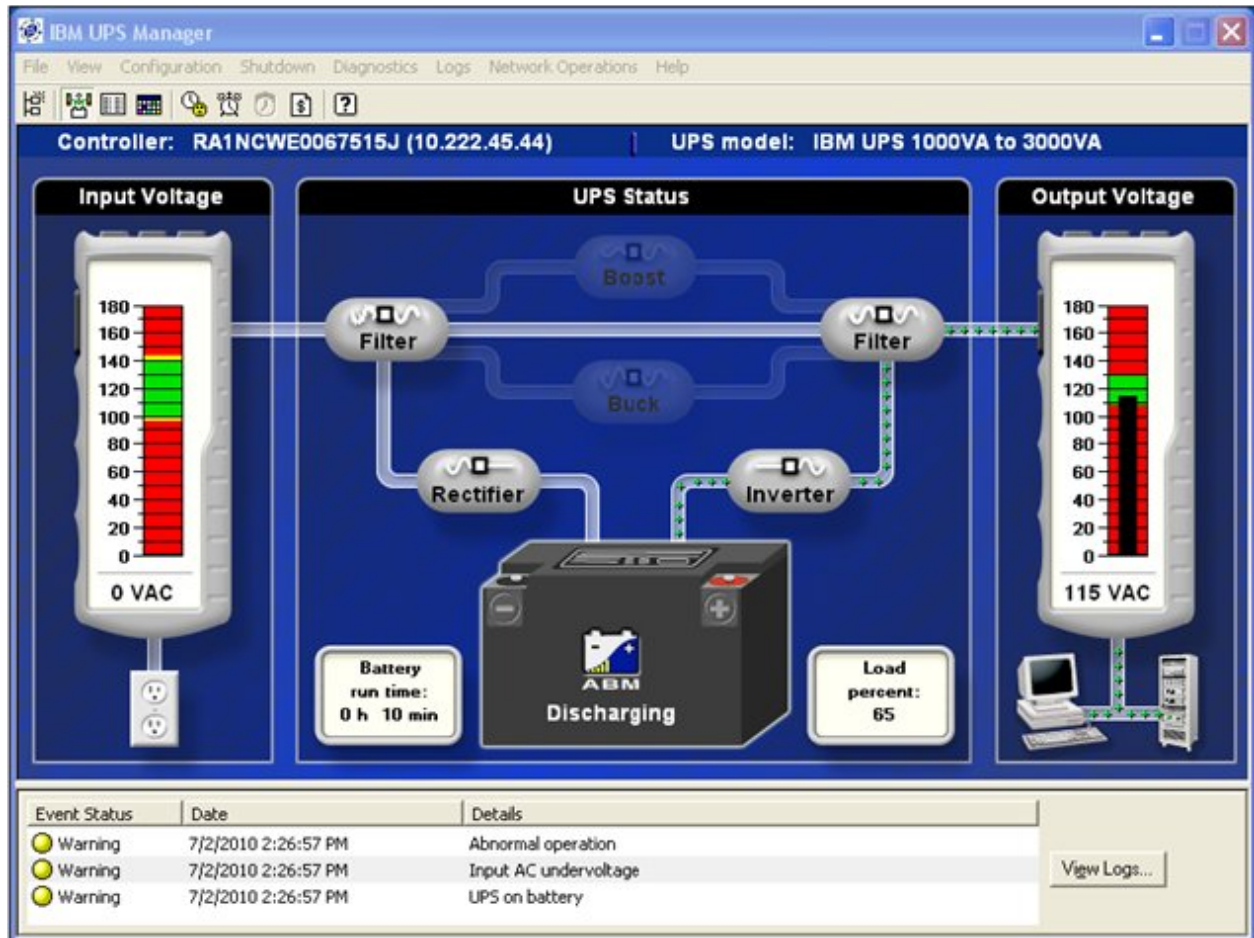 IBM UPS Manager
File View Configuration Shutdown Diagnostics Logs Network Operations Help
Controller: RA1NCWE0067515J (10.222.45.44) UPS model: IBM UPS 1000VA to 3000VA
Input Voltage
180
160
140
120
100
80
60
40
20
0
0 VAC
UPS Status
Boost
Filter
Filter
Buck
Rectifier
Inverter
ABM
Discharging
Battery
run time:
0 h 10 min
Load
percent:
65
Output Voltage
180
160
140
120
100
80
60
40
20
0
115 VAC
Event Status Date Details
Warning 7/2/2010 2:26:57 PM Abnormal operation
Warning 7/2/2010 2:26:57 PM Input AC undervoltage
Warning 7/2/2010 2:26:57 PM UPS on battery
View Logs...